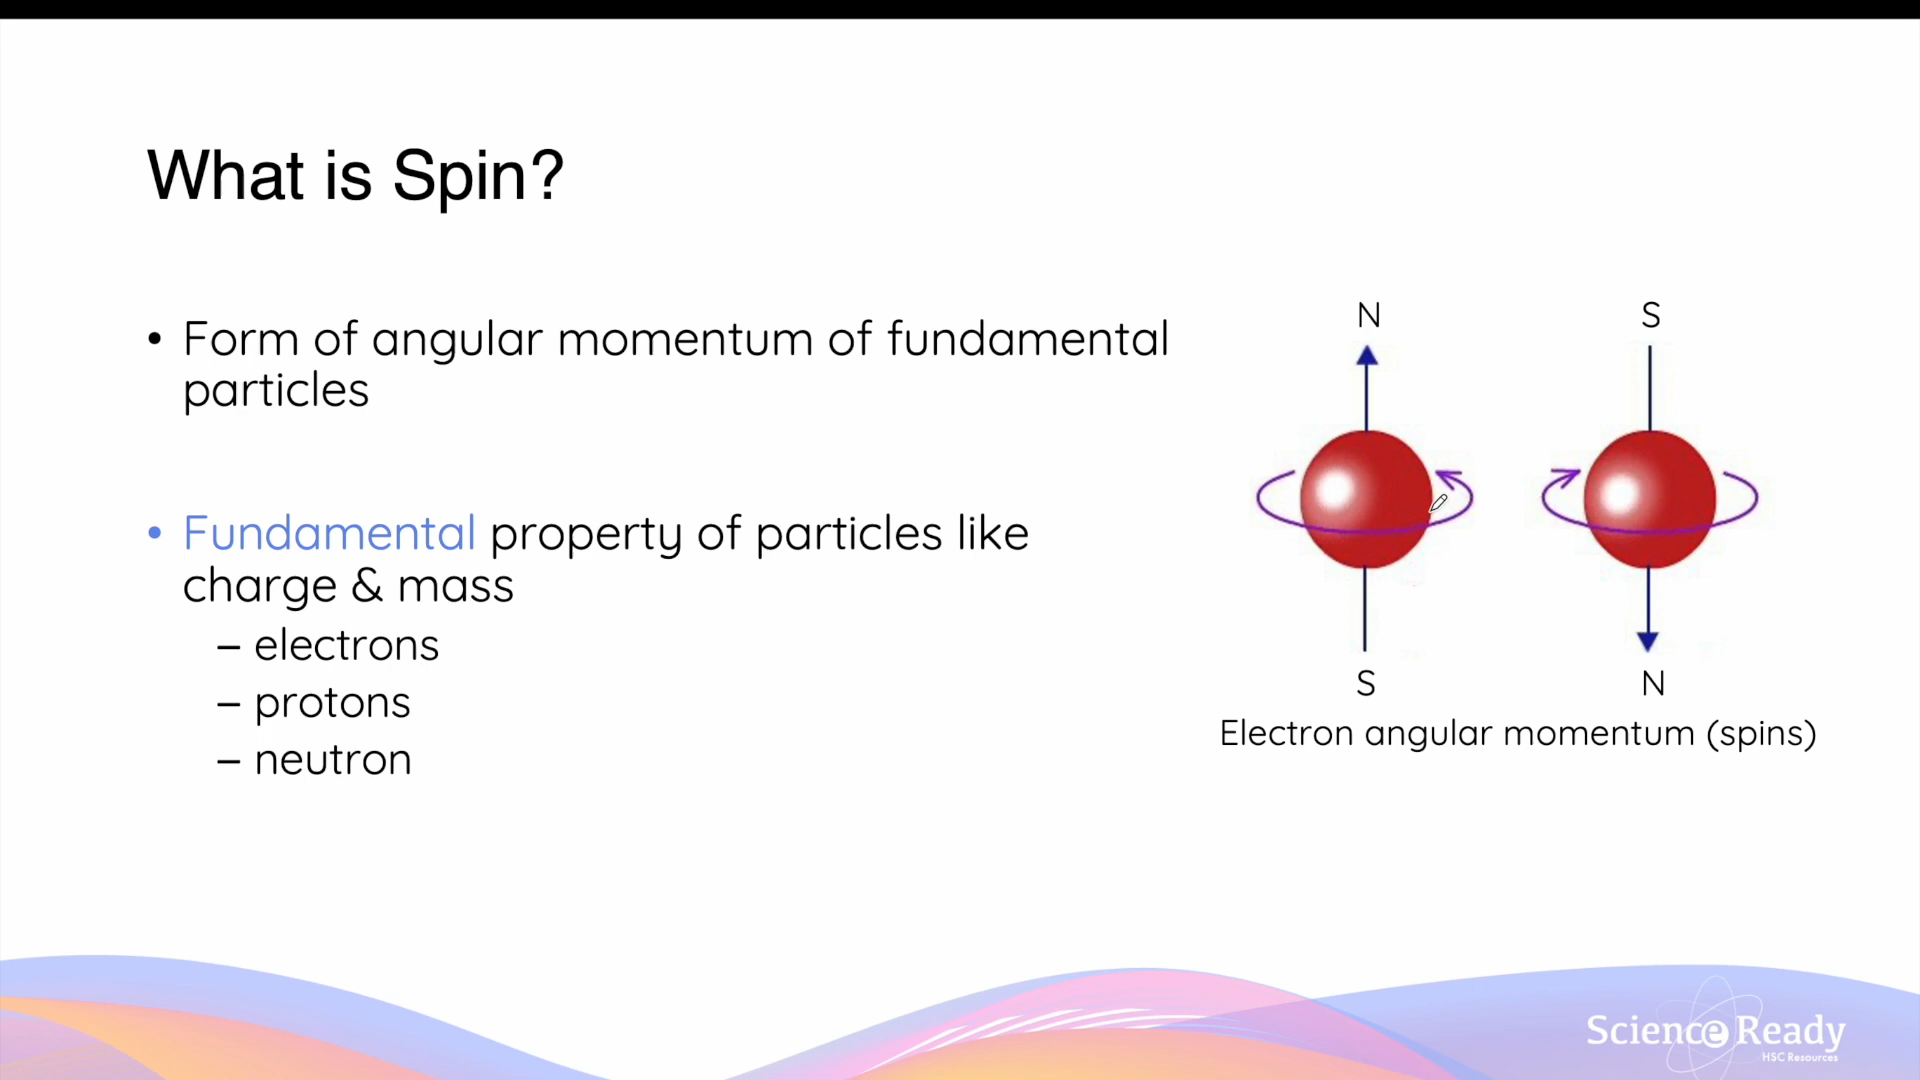 What is Spin?
• Form of angular momentum of fundamental
particles
• Fundamental property of particles like
charge & mass
– electrons
– protons
– neutron
N
S
S
N
Electron angular momentum (spins)
Science Ready
HSC Resources